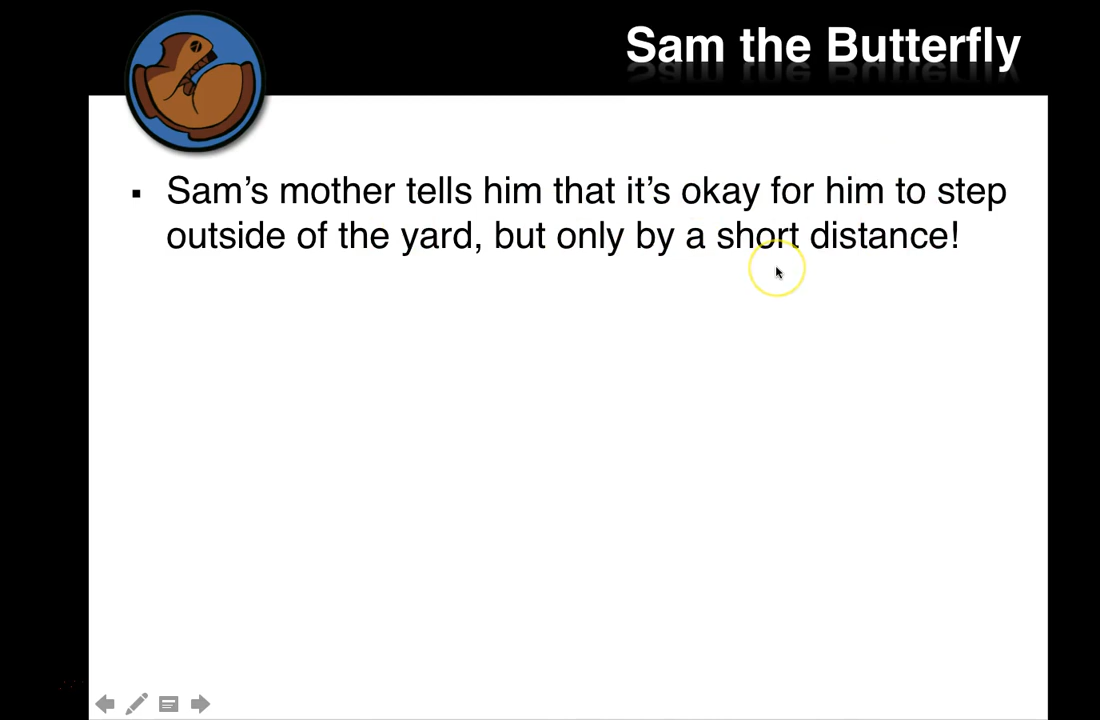 Sam the Butterfly
▪ Sam’s mother tells him that it’s okay for him to step
outside of the yard, but only by a short distance!